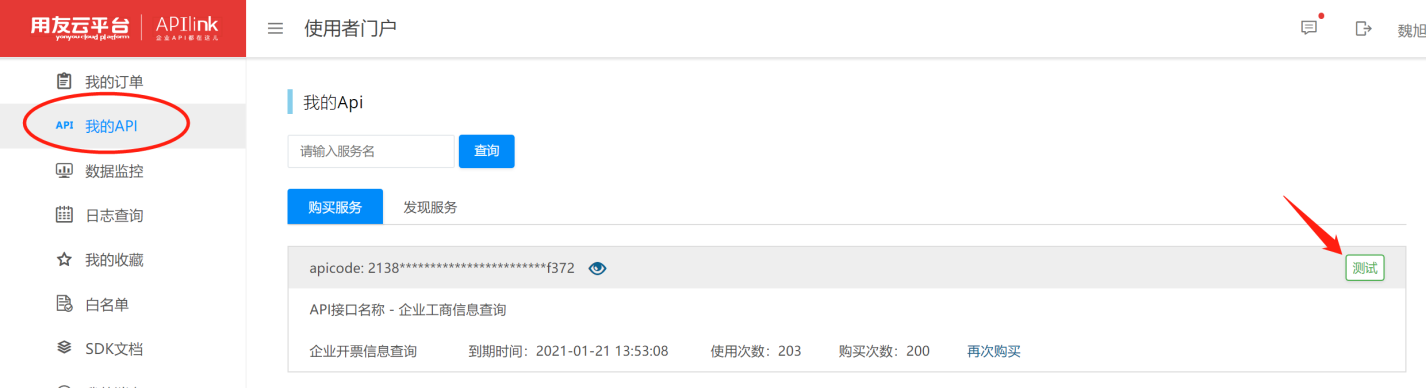 用友云平台
yonyou cloud platform
APIlink
企业API都在这儿
使用者门户
魏旭
我的订单
API 我的API
数据监控
日志查询
我的收藏
白名单
SDK文档
我的Api
请输入服务名
查询
购买服务 发现服务
apicode: 2138************************f372
测试
API接口名称 - 企业工商信息查询
企业开票信息查询 到期时间：2021-01-21 13:53:08 使用次数：203 购买次数：200 再次购买